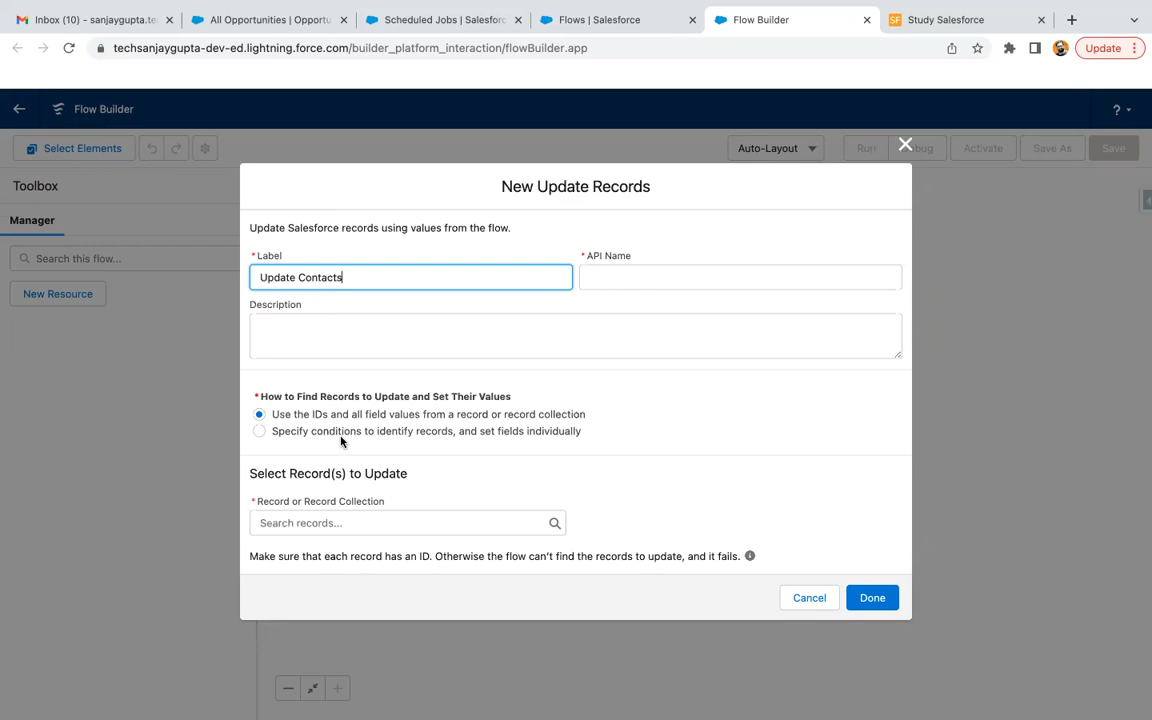 Inbox (10) – sanjaygupta.te
All Opportunities | Opportu
Scheduled Jobs | Salesforc
Flows | Salesforce
Flow Builder
Study Salesforce
techsanjaygupta-dev-ed.lightning.force.com/builder_platform_interaction/flowBuilder.app
Update
Flow Builder
?
Select Elements
Auto-Layout
Run
Debug
Activate
Save As
Save
Toolbox
Manager
Search this flow...
New Resource
New Update Records
Update Salesforce records using values from the flow.
* Label
* API Name
Update Contacts
Description
* How to Find Records to Update and Set Their Values
Use the IDs and all field values from a record or record collection
Specify conditions to identify records, and set fields individually
Select Record(s) to Update
* Record or Record Collection
Search records...
Make sure that each record has an ID. Otherwise the flow can't find the records to update, and it fails.
Cancel
Done